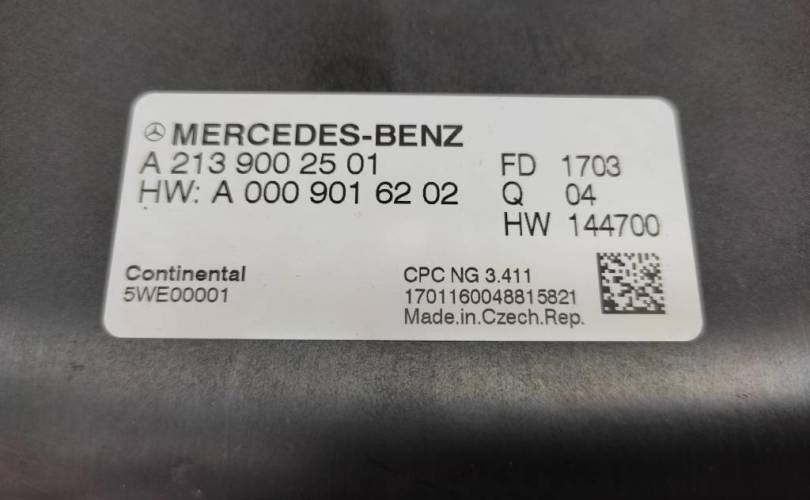 MERCEDES-BENZ
A 213 900 25 01
HW: A 000 901 62 02
FD 1703
Q 04
HW 144700
Continental
5WE00001
CPC NG 3.411
1701160048815821
Made.in.Czech.Rep.